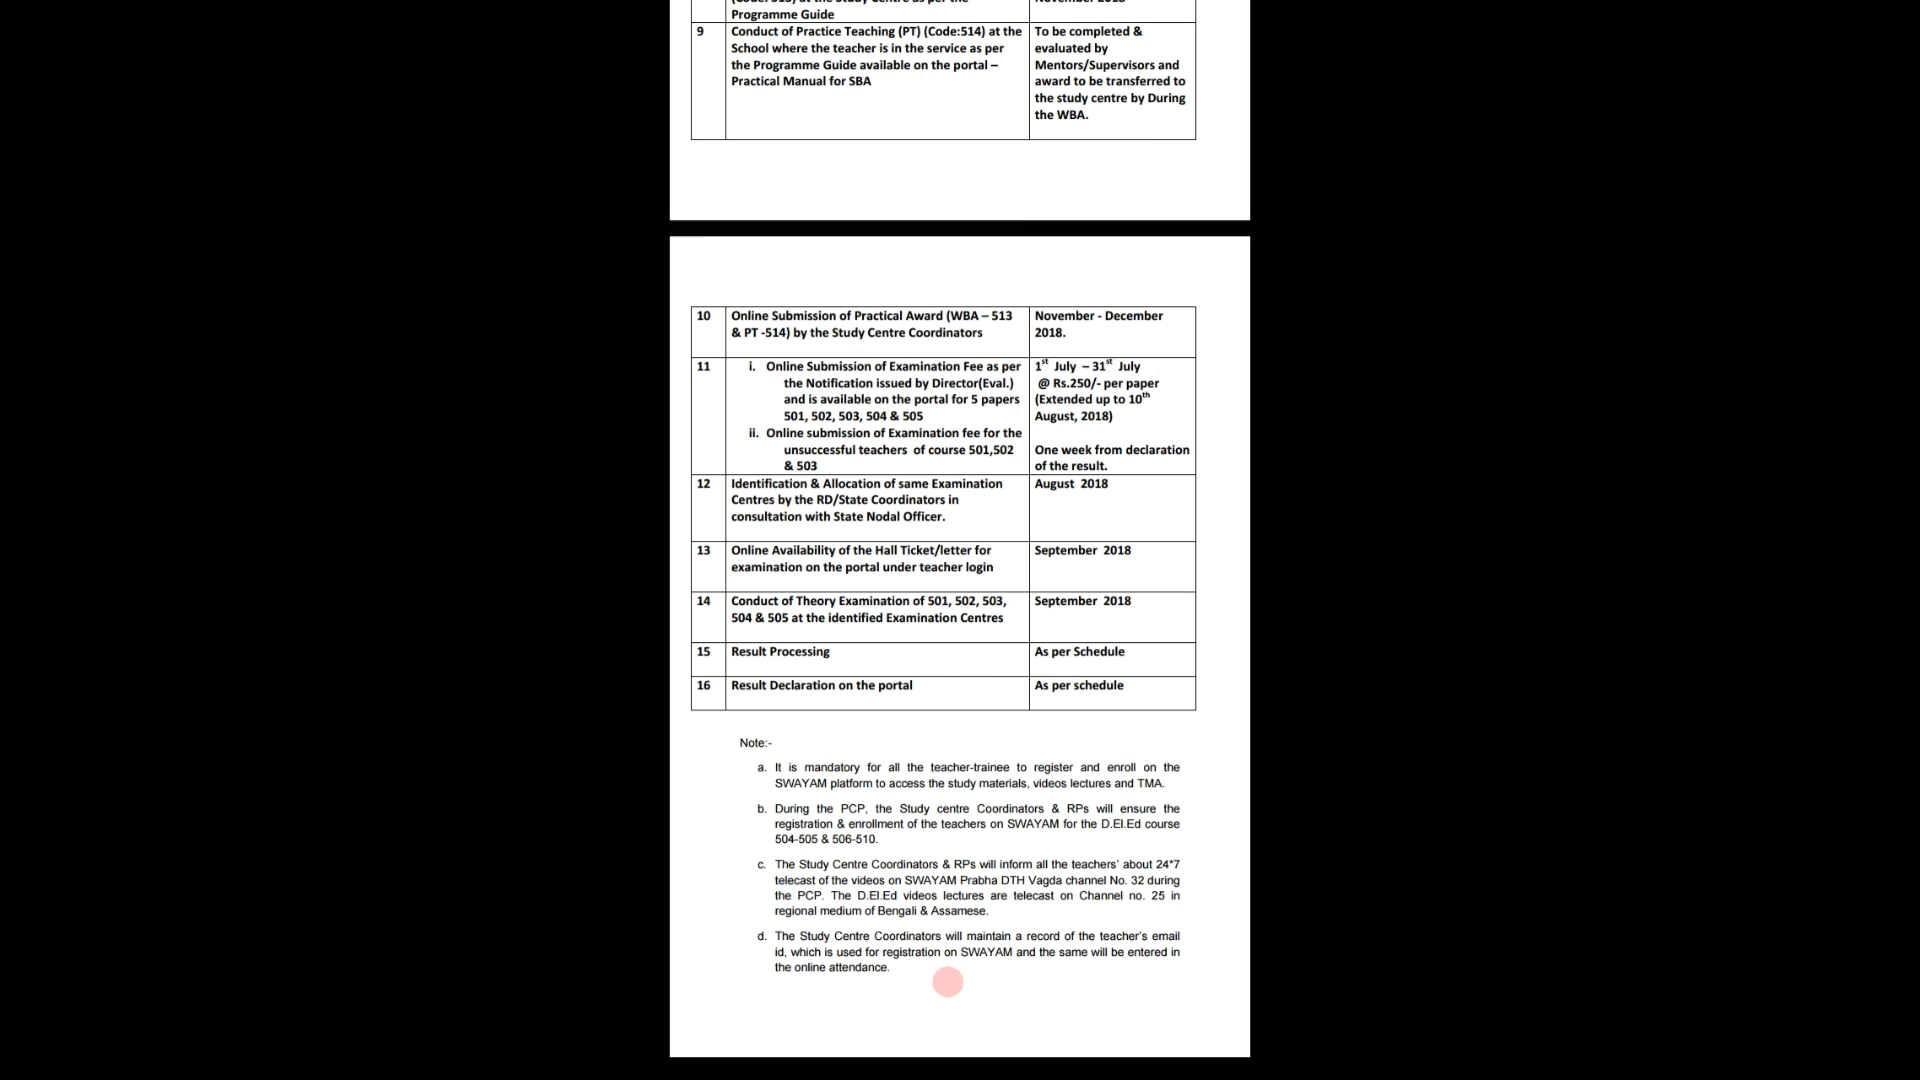 Programme Guide
November 2018
9 Conduct of Practice Teaching (PT) (Code:514) at the To be completed &
School where the teacher is in the service as per evaluated by
the Programme Guide available on the portal – Mentors/Supervisors and
Practical Manual for SBA award to be transferred to
the study centre by During
the WBA.
10 Online Submission of Practical Award (WBA – 513 November - December
& PT -514) by the Study Centre Coordinators 2018.
11 i. Online Submission of Examination Fee as per 1st July – 31st July
the Notification issued by Director(Eval.) @ Rs.250/- per paper
and is available on the portal for 5 papers (Extended up to 10th
501, 502, 503, 504 & 505 August, 2018)
ii. Online submission of Examination fee for the
unsuccessful teachers of course 501,502 One week from declaration
& 503 of the result.
12 Identification & Allocation of same Examination August 2018
Centres by the RD/State Coordinators in
consultation with State Nodal Officer.
13 Online Availability of the Hall Ticket/letter for September 2018
examination on the portal under teacher login
14 Conduct of Theory Examination of 501, 502, 503, September 2018
504 & 505 at the identified Examination Centres
15 Result Processing As per Schedule
16 Result Declaration on the portal As per schedule
Note:-
a. It is mandatory for all the teacher-trainee to register and enroll on the
SWAYAM platform to access the study materials, videos lectures and TMA.
b. During the PCP, the Study centre Coordinators & RPs will ensure the
registration & enrollment of the teachers on SWAYAM for the D.El.Ed course
504-505 & 506-510.
c. The Study Centre Coordinators & RPs will inform all the teachers' about 24*7
telecast of the videos on SWAYAM Prabha DTH Vagda channel No. 32 during
the PCP. The D.El.Ed videos lectures are telecast on Channel no. 25 in
regional medium of Bengali & Assamese.
d. The Study Centre Coordinators will maintain a record of the teacher's email
id, which is used for registration on SWAYAM and the same will be entered in
the online attendance.